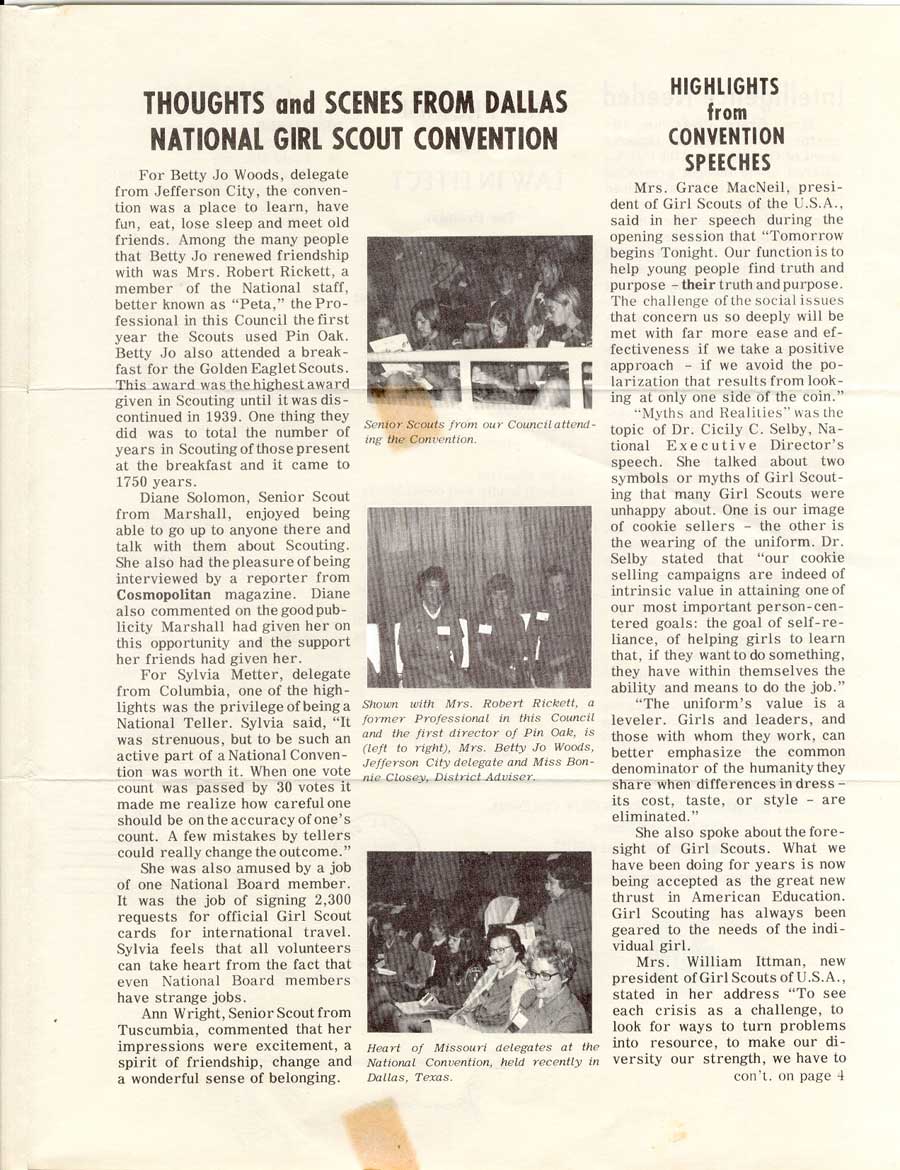 THOUGHTS and SCENES FROM DALLAS
NATIONAL GIRL SCOUT CONVENTION
For Betty Jo Woods, delegate
from Jefferson City, the conven-
tion was a place to learn, have
fun, eat, lose sleep and meet old
friends. Among the many people
that Betty Jo renewed friendship
with was Mrs. Robert Rickett, a
member of the National staff,
better known as "Peta," the Pro-
fessional in this Council the first
year the Scouts used Pin Oak.
Betty Jo also attended a break-
fast for the Golden Eaglet Scouts.
This award was the highest award
given in Scouting until it was dis-
continued in 1939. One thing they
did was to total the number of
years in Scouting of those present
at the breakfast and it came to
1750 years.
Diane Solomon, Senior Scout
from Marshall, enjoyed being
able to go up to anyone there and
talk with them about Scouting.
She also had the pleasure of being
interviewed by a reporter from
Cosmopolitan magazine. Diane
also commented on the good pub-
licity Marshall had given her on
this opportunity and the support
her friends had given her.
For Sylvia Metter, delegate
from Columbia, one of the high-
lights was the privilege of being a
National Teller. Sylvia said, "It
was strenuous, but to be such an
active part of a National Conven-
tion was worth it. When one vote
count was passed by 30 votes it
made me realize how careful one
should be on the accuracy of one's
count. A few mistakes by tellers
could really change the outcome."
She was also amused by a job
of one National Board member.
It was the job of signing 2,300
requests for official Girl Scout
cards for international travel.
Sylvia feels that all volunteers
can take heart from the fact that
even National Board members
have strange jobs.
Ann Wright, Senior Scout from
Tuscumbia, commented that her
impressions were excitement, a
spirit of friendship, change and
a wonderful sense of belonging.
Senior Scouts from our Council attend-
ing the Convention.
Shown with Mrs. Robert Rickett, a
former Professional in this Council
and the first director of Pin Oak, is
(left to right), Mrs. Betty Jo Woods,
Jefferson City delegate and Miss Bon-
nie Closey, District Adviser.
Heart of Missouri delegates at the
National Convention, held recently in
Dallas, Texas.
HIGHLIGHTS
from
CONVENTION
SPEECHES
Mrs. Grace MacNeil, presi-
dent of Girl Scouts of the U.S.A.,
said in her speech during the
opening session that "Tomorrow
begins Tonight. Our function is to
help young people find truth and
purpose – their truth and purpose.
The challenge of the social issues
that concern us so deeply will be
met with far more ease and ef-
fectiveness if we take a positive
approach – if we avoid the po-
larization that results from look-
ing at only one side of the coin."
"Myths and Realities" was the
topic of Dr. Cicily C. Selby, Na-
tional Executive Director's
speech. She talked about two
symbols or myths of Girl Scout-
ing that many Girl Scouts were
unhappy about. One is our image
of cookie sellers – the other is
the wearing of the uniform. Dr.
Selby stated that "our cookie
selling campaigns are indeed of
intrinsic value in attaining one of
our most important person-cen-
tered goals: the goal of self-re-
liance, of helping girls to learn
that, if they want to do something,
they have within themselves the
ability and means to do the job."
"The uniform's value is a
leveler. Girls and leaders, and
those with whom they work, can
better emphasize the common
denominator of the humanity they
share when differences in dress –
its cost, taste, or style – are
eliminated."
She also spoke about the fore-
sight of Girl Scouts. What we
have been doing for years is now
being accepted as the great new
thrust in American Education.
Girl Scouting has always been
geared to the needs of the indi-
vidual girl.
Mrs. William Ittman, new
president of Girl Scouts of U.S.A.,
stated in her address "To see
each crisis as a challenge, to
look for ways to turn problems
into resource, to make our di-
versity our strength, we have to
con't. on page 4